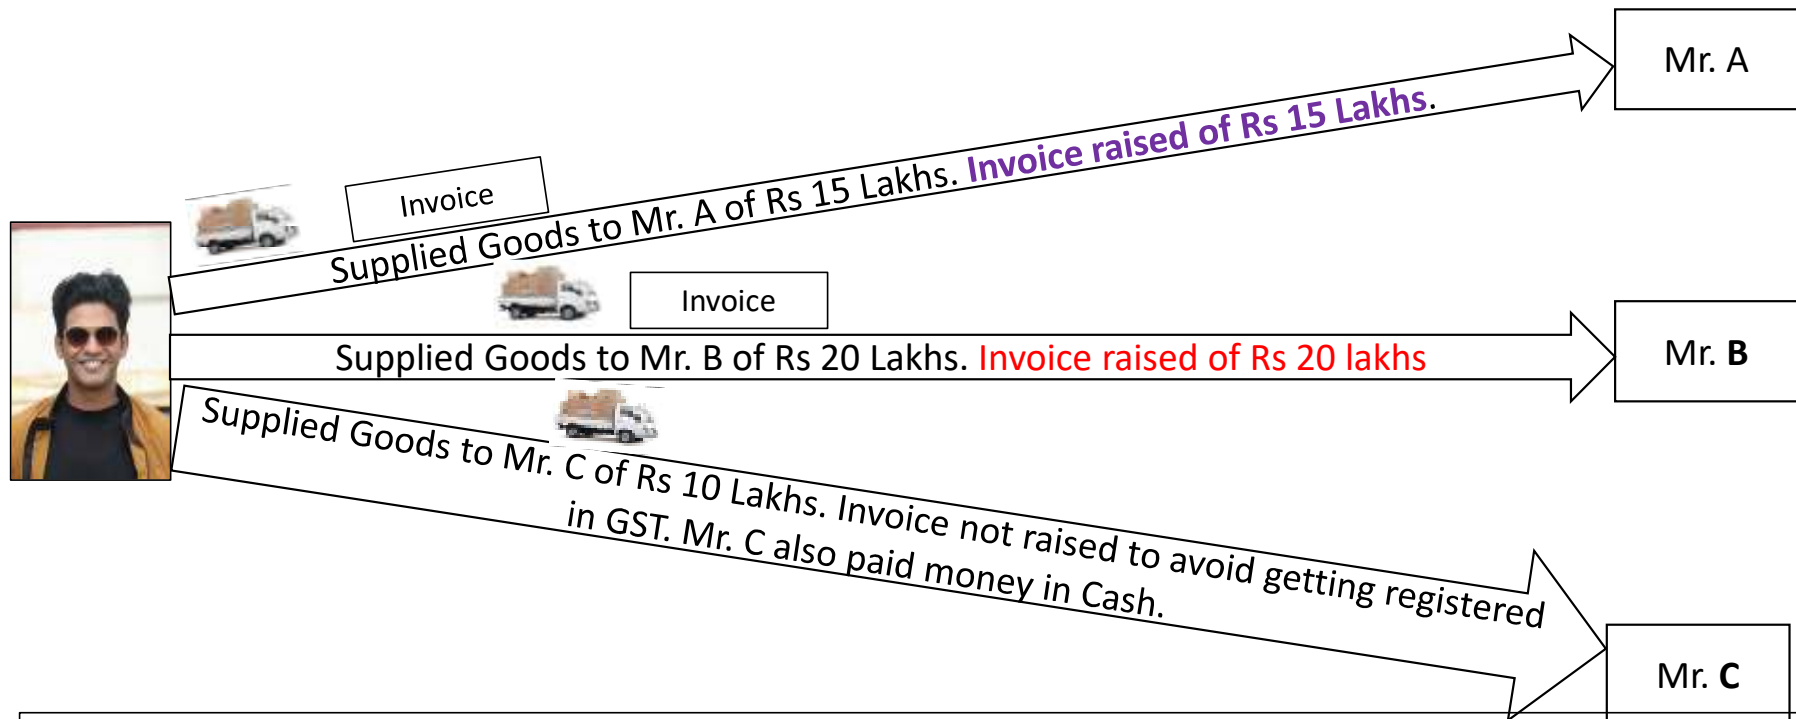 Mr. A
Invoice
Supplied Goods to Mr. A of Rs 15 Lakhs. Invoice raised of Rs 15 Lakhs.
Invoice
Supplied Goods to Mr. B of Rs 20 Lakhs. Invoice raised of Rs 20 lakhs
Mr. B
Supplied Goods to Mr. C of Rs 10 Lakhs. Invoice not raised to avoid getting registered
in GST. Mr. C also paid money in Cash.
Mr. C